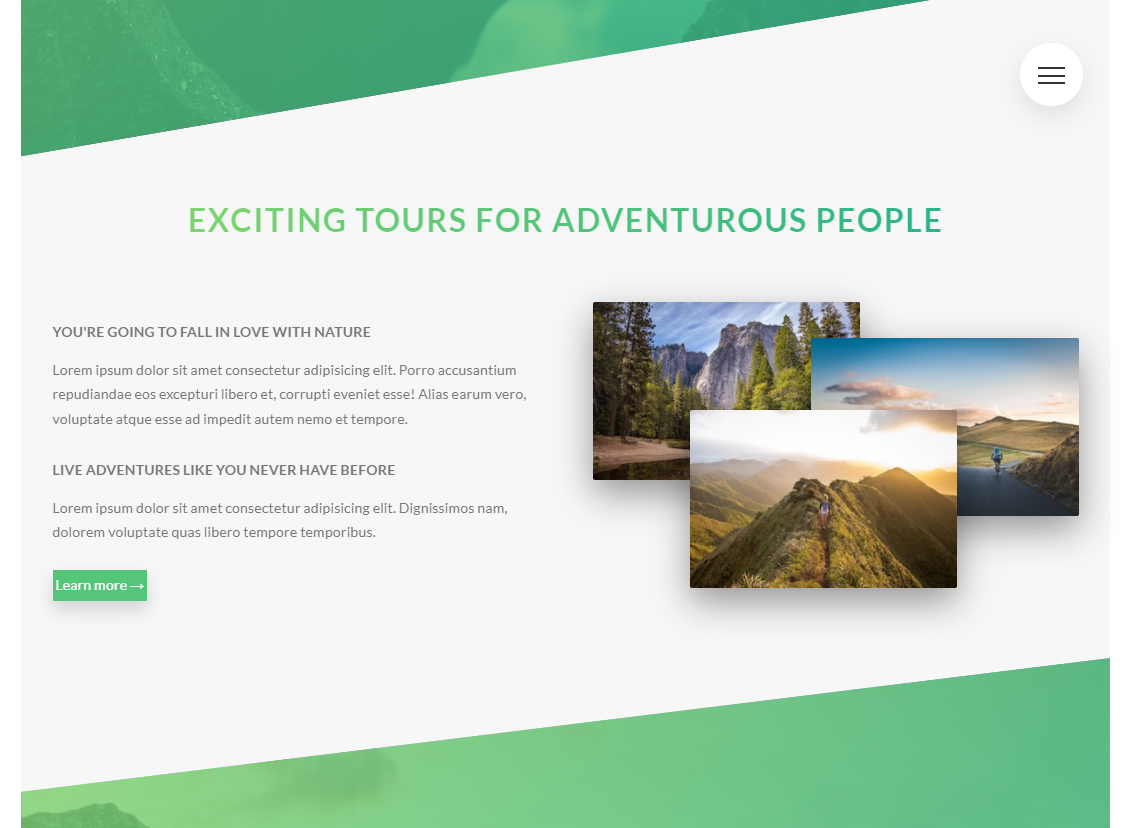 EXCITING TOURS FOR ADVENTUROUS PEOPLE
YOU'RE GOING TO FALL IN LOVE WITH NATURE
Lorem ipsum dolor sit amet consectetur adipisicing elit. Porro accusantium
repudiandae eos excepturi libero et, corrupti eveniet esse! Alias earum vero,
voluptate atque esse ad impedit autem nemo et tempore.
LIVE ADVENTURES LIKE YOU NEVER HAVE BEFORE
Lorem ipsum dolor sit amet consectetur adipisicing elit. Dignissimos nam,
dolorem voluptate quas libero tempore temporibus.
Learn more →